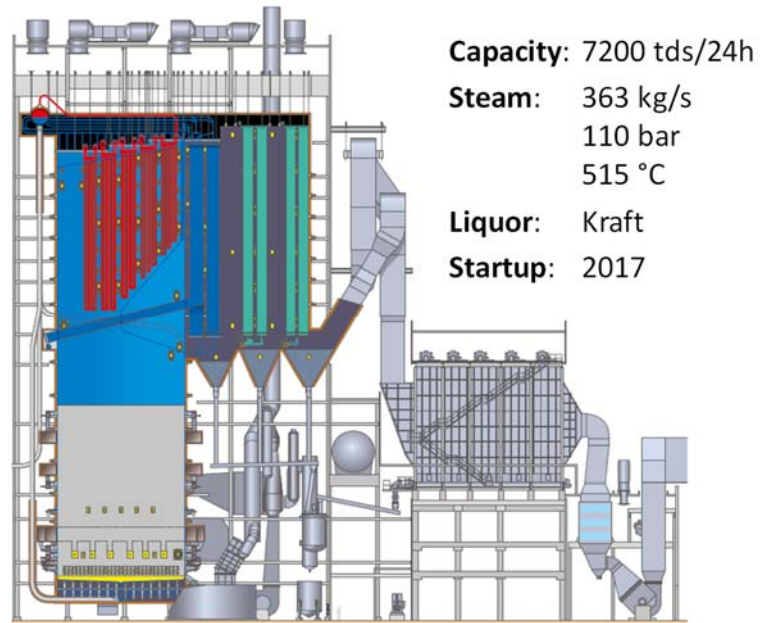 Capacity: 7200 tds/24h
Steam: 363 kg/s
110 bar
515 °C
Liquor: Kraft
Startup: 2017